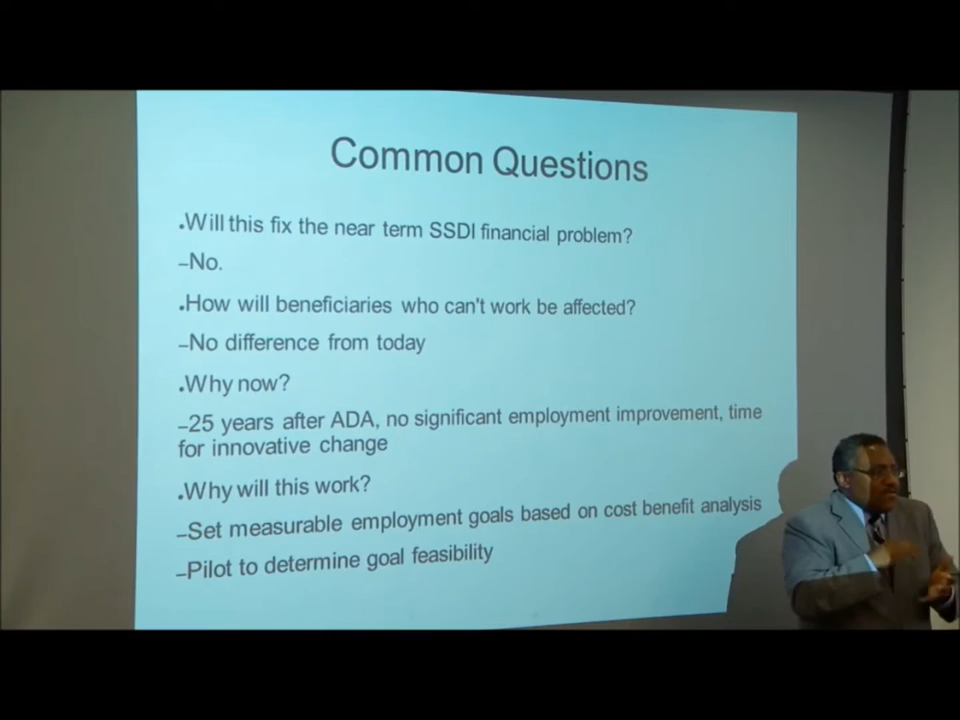 Common Questions
•Will this fix the near term SSDI financial problem?
–No.
•How will beneficiaries who can't work be affected?
–No difference from today
•Why now?
–25 years after ADA, no significant employment improvement, time
for innovative change
•Why will this work?
–Set measurable employment goals based on cost benefit analysis
–Pilot to determine goal feasibility